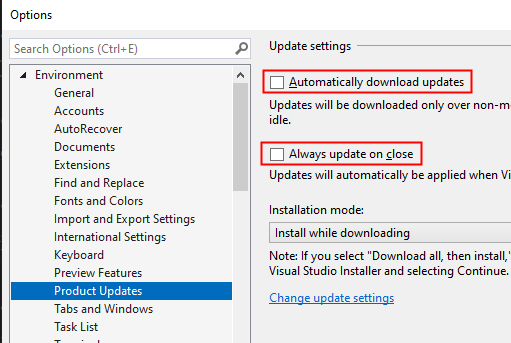 Options
Search Options (Ctrl+E)
Environment
General
Accounts
AutoRecover
Documents
Extensions
Find and Replace
Fonts and Colors
Import and Export Settings
International Settings
Keyboard
Preview Features
Product Updates
Tabs and Windows
Task List
Update settings
Automatically download updates
Updates will be downloaded only over non-m
idle.
Always update on close
Updates will automatically be applied when Vi
Installation mode:
Install while downloading
Note: If you select "Download all, then install,"
Visual Studio Installer and selecting Continue.
Change update settings